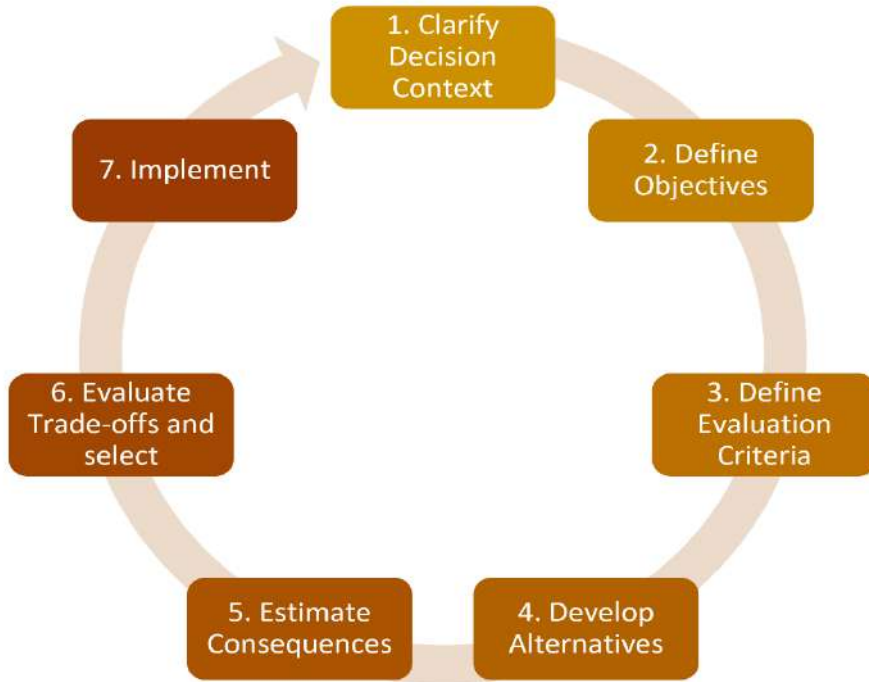 1. Clarify
Decision
Context
2. Define
Objectives
3. Define
Evaluation
Criteria
4. Develop
Alternatives
5. Estimate
Consequences
6. Evaluate
Trade-offs and
select
7. Implement